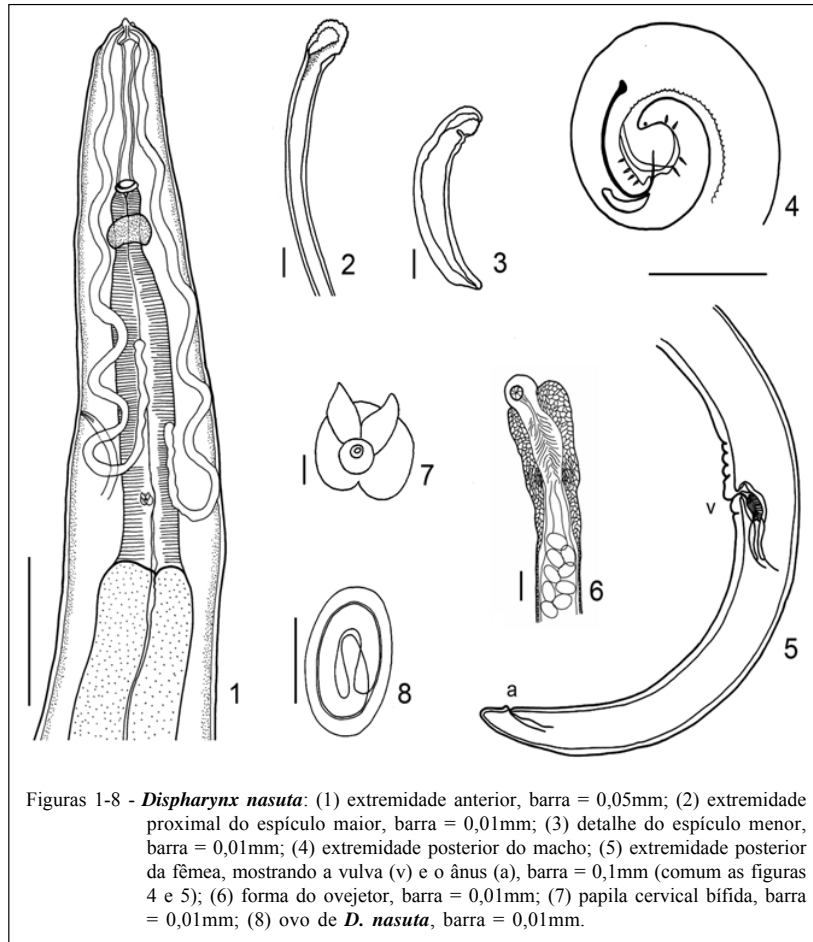 2
3
4
7
v
6
5
a
1
8
Figuras 1-8 - Dispharynx nasuta: (1) extremidade anterior, barra = 0,05mm; (2) extremidade
proximal do espículo maior, barra = 0,01mm; (3) detalhe do espículo menor,
barra = 0,01mm; (4) extremidade posterior do macho; (5) extremidade posterior
da fêmea, mostrando a vulva (v) e o ânus (a), barra = 0,1mm (comum as figuras
4 e 5); (6) forma do ovejetor, barra = 0,01mm; (7) papila cervical bífida, barra
= 0,01mm; (8) ovo de D. nasuta, barra = 0,01mm.